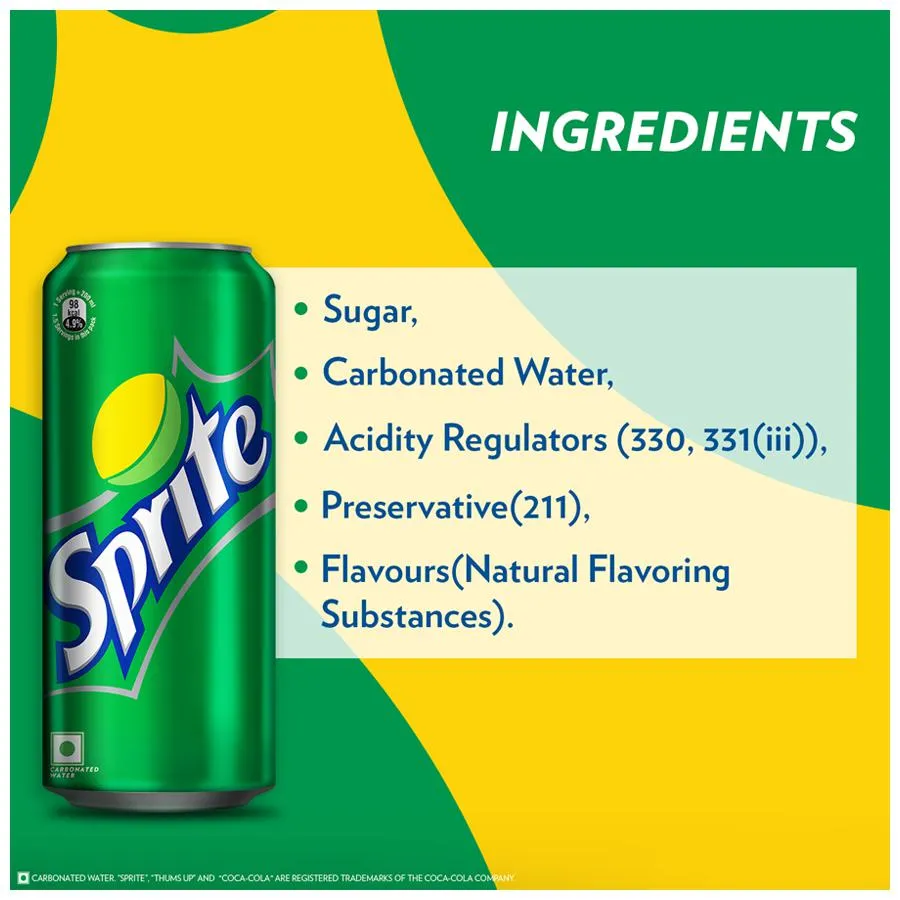 INGREDIENTS
1 Serving = 200 ml
98
kcal
4.9%
1.5 Servings in this pack
• Sugar,
• Carbonated Water,
• Acidity Regulators (330, 331(iii)),
• Preservative(211),
• Flavours(Natural Flavoring
Substances).
Sprite
CARBONATED
WATER
CARBONATED WATER. "SPRITE", "THUMS UP" AND "COCA-COLA" ARE REGISTERED TRADEMARKS OF THE COCA-COLA COMPANY.